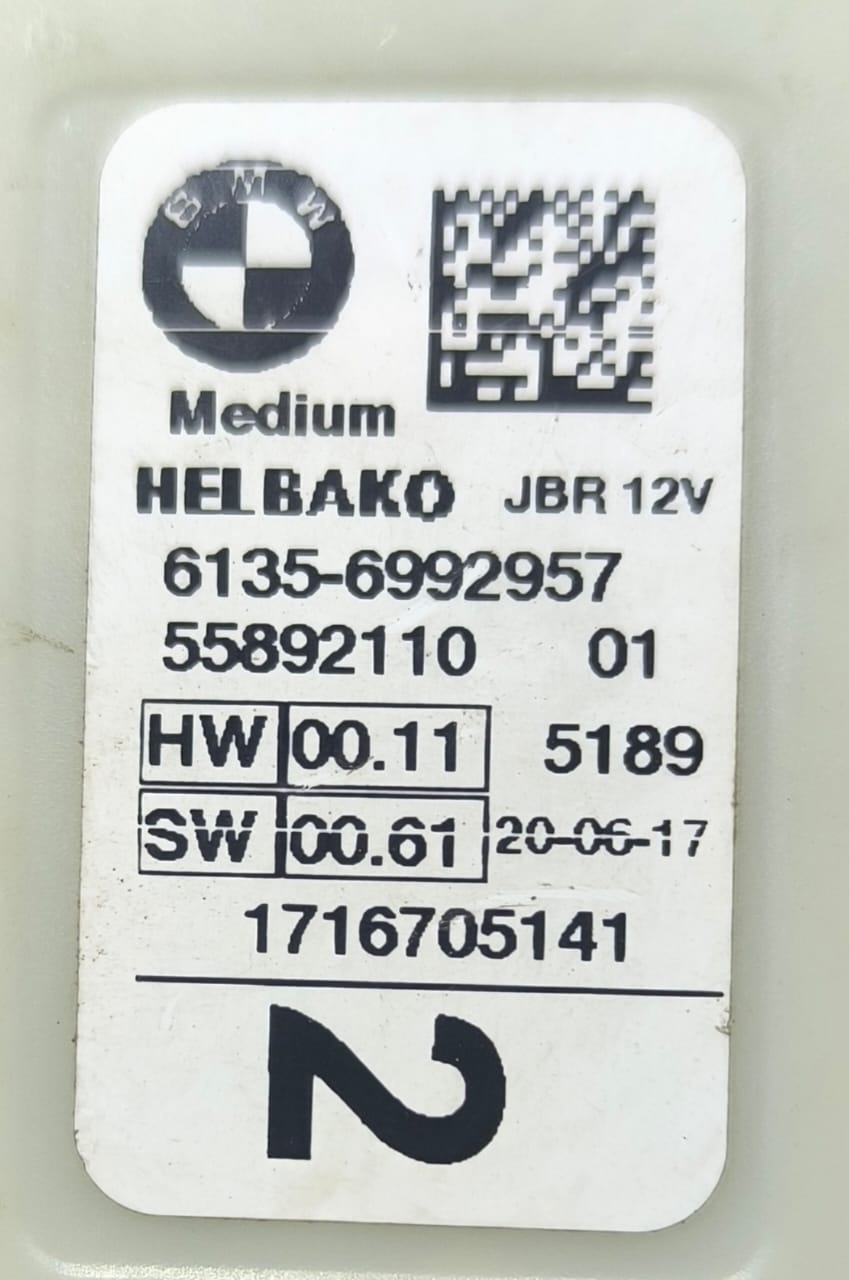 BMW
Medium
HELBAKO JBR 12V
6135-6992957
55892110 01
HW 00.11 5189
SW 00.61 20-06-17
1716705141
2